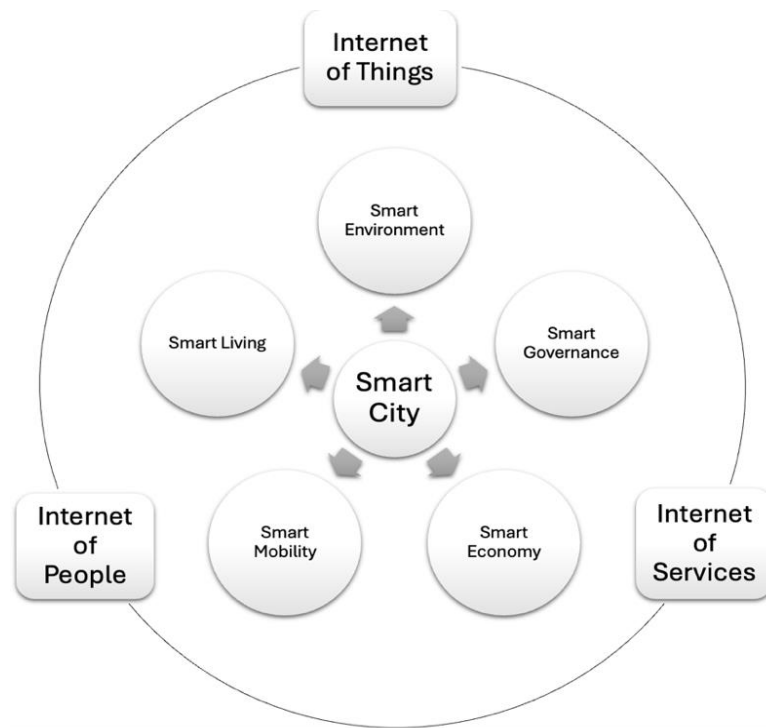 Internet
of Things
Smart
Environment
Smart Living
Smart
Governance
Smart
City
Smart
Mobility
Smart
Economy
Internet
of
People
Internet
of
Services